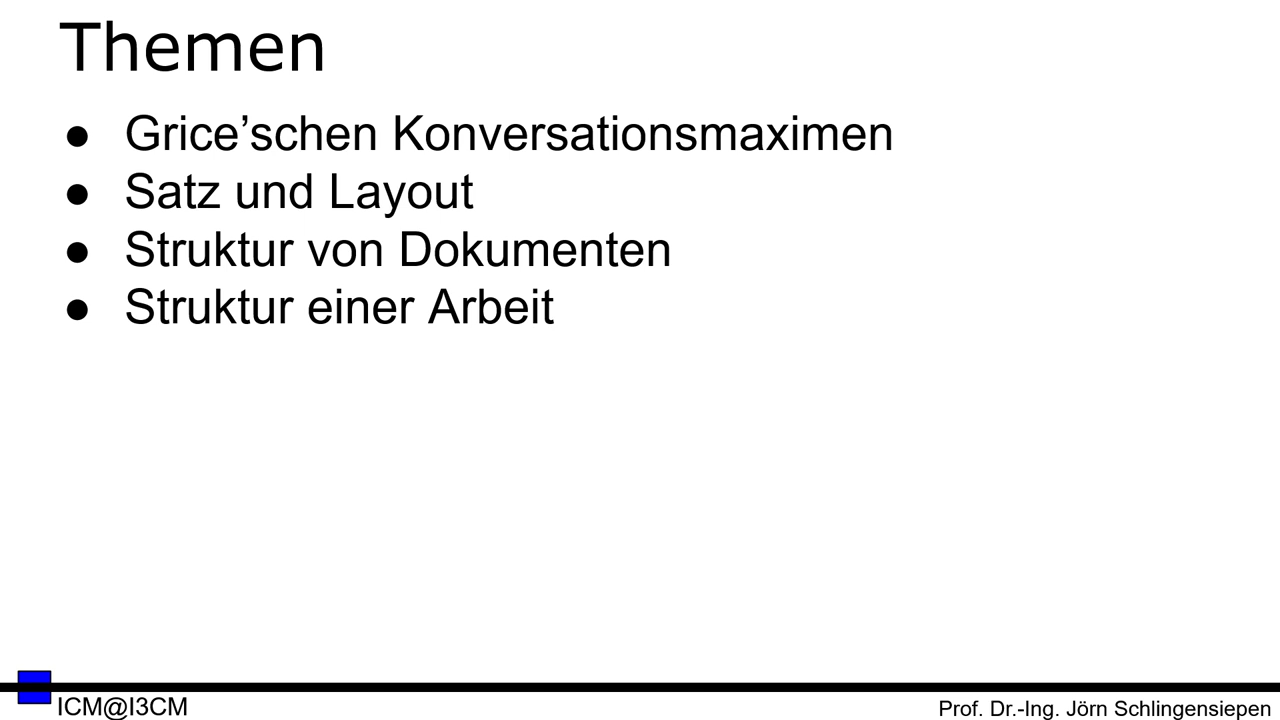 Themen
● Grice’schen Konversationsmaximen
● Satz und Layout
● Struktur von Dokumenten
● Struktur einer Arbeit
ICM@I3CM
Prof. Dr.-Ing. Jörn Schlingensiepen